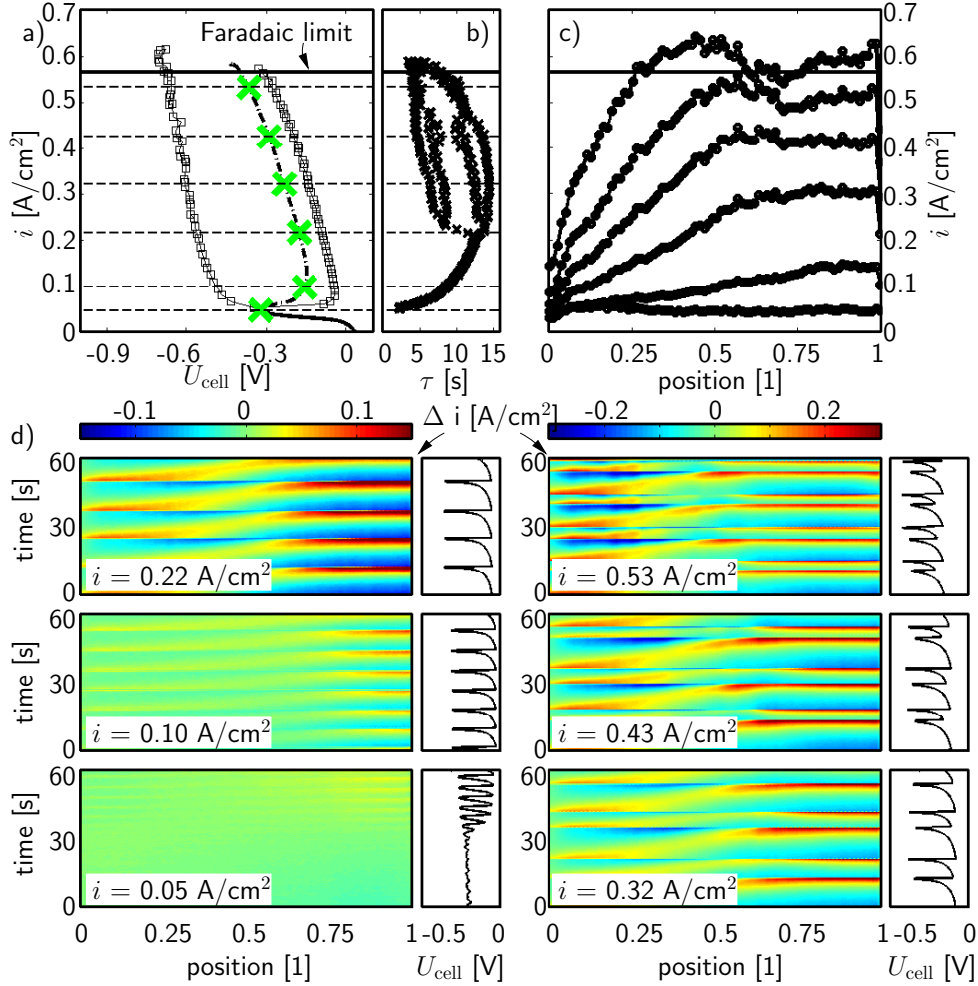 a) Faradaic limit b) c)
0.7 0.7
0.6 0.6
0.5 0.5
0.4 0.4
0.3 0.3
0.2 0.2
0.1 0.1
0 0
i [A/cm²]
i [A/cm²]
-0.9 -0.6 -0.3 0
U_cell [V]
0 5 10 15
τ [s]
0 0.25 0.5 0.75 1
position [1]
d) -0.1 0 0.1 Δ i [A/cm²] -0.2 0 0.2
60 60
30 30
0 0
time [s]
i = 0.22 A/cm² i = 0.53 A/cm²
60 60
30 30
0 0
time [s]
i = 0.10 A/cm² i = 0.43 A/cm²
60 60
30 30
0 0
time [s]
i = 0.05 A/cm² i = 0.32 A/cm²
0 0.25 0.5 0.75 1 -0.5 0 0 0.25 0.5 0.75 1 -0.5 0
position [1] U_cell [V] position [1] U_cell [V]